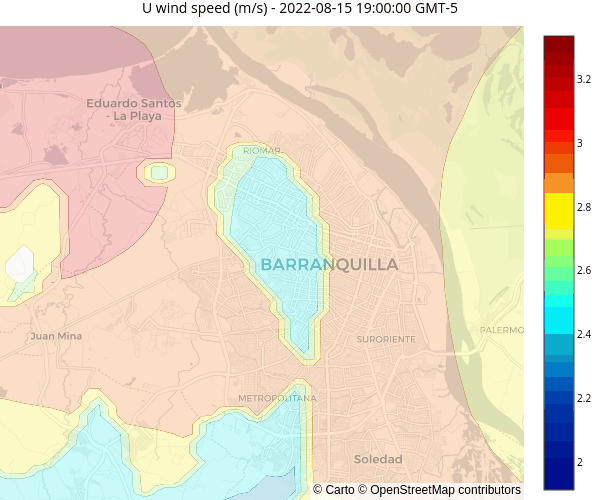 U wind speed (m/s) - 2022-08-15 19:00:00 GMT-5
3.2
Eduardo Santos
- La Playa
3
RIOMAR
2.8
BARRANQUILLA
2.6
PALERMO
Juan Mina
SURORIENTE
2.4
METROPOLITANA
2.2
Soledad
2
© Carto © OpenStreetMap contributors